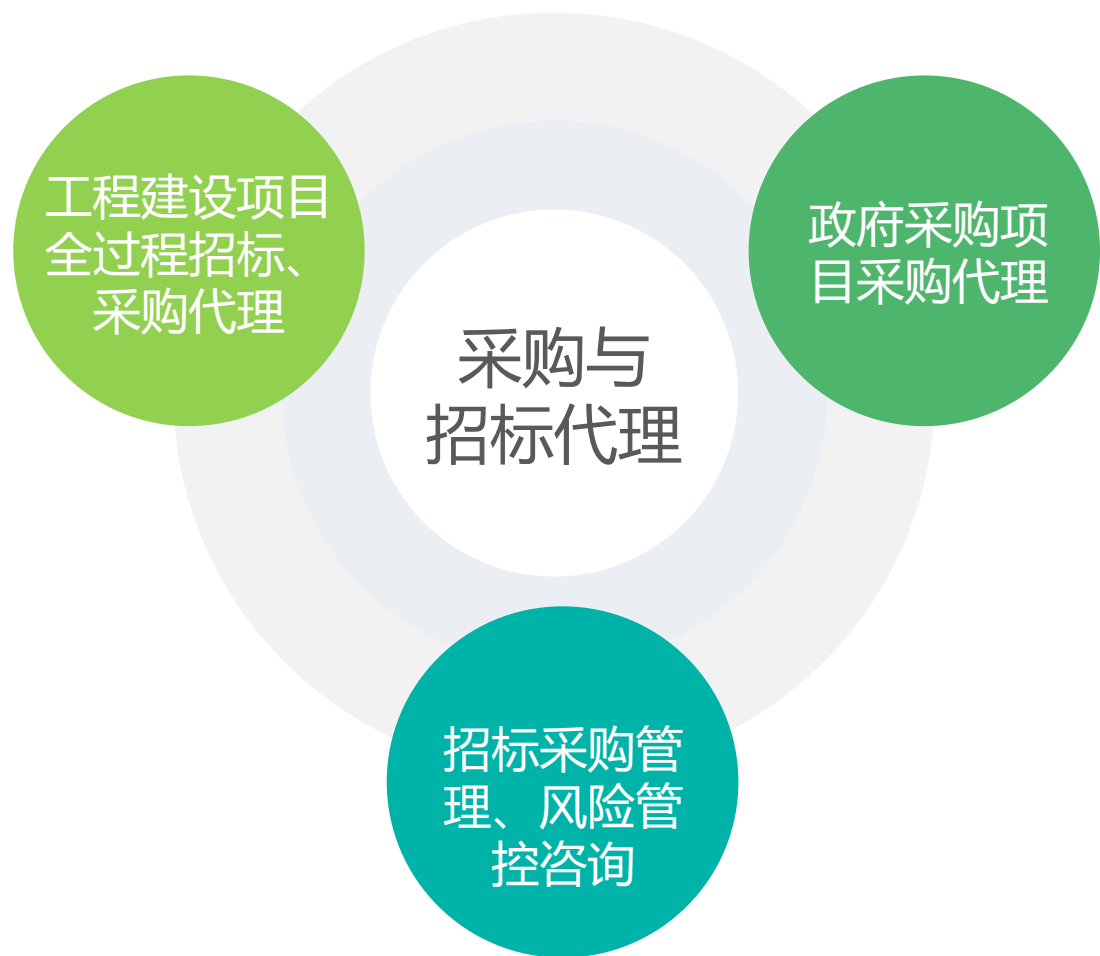 工程建设项目
全过程招标、
采购代理
政府采购项
目采购代理
采购与
招标代理
招标采购管
理、风险管
控咨询